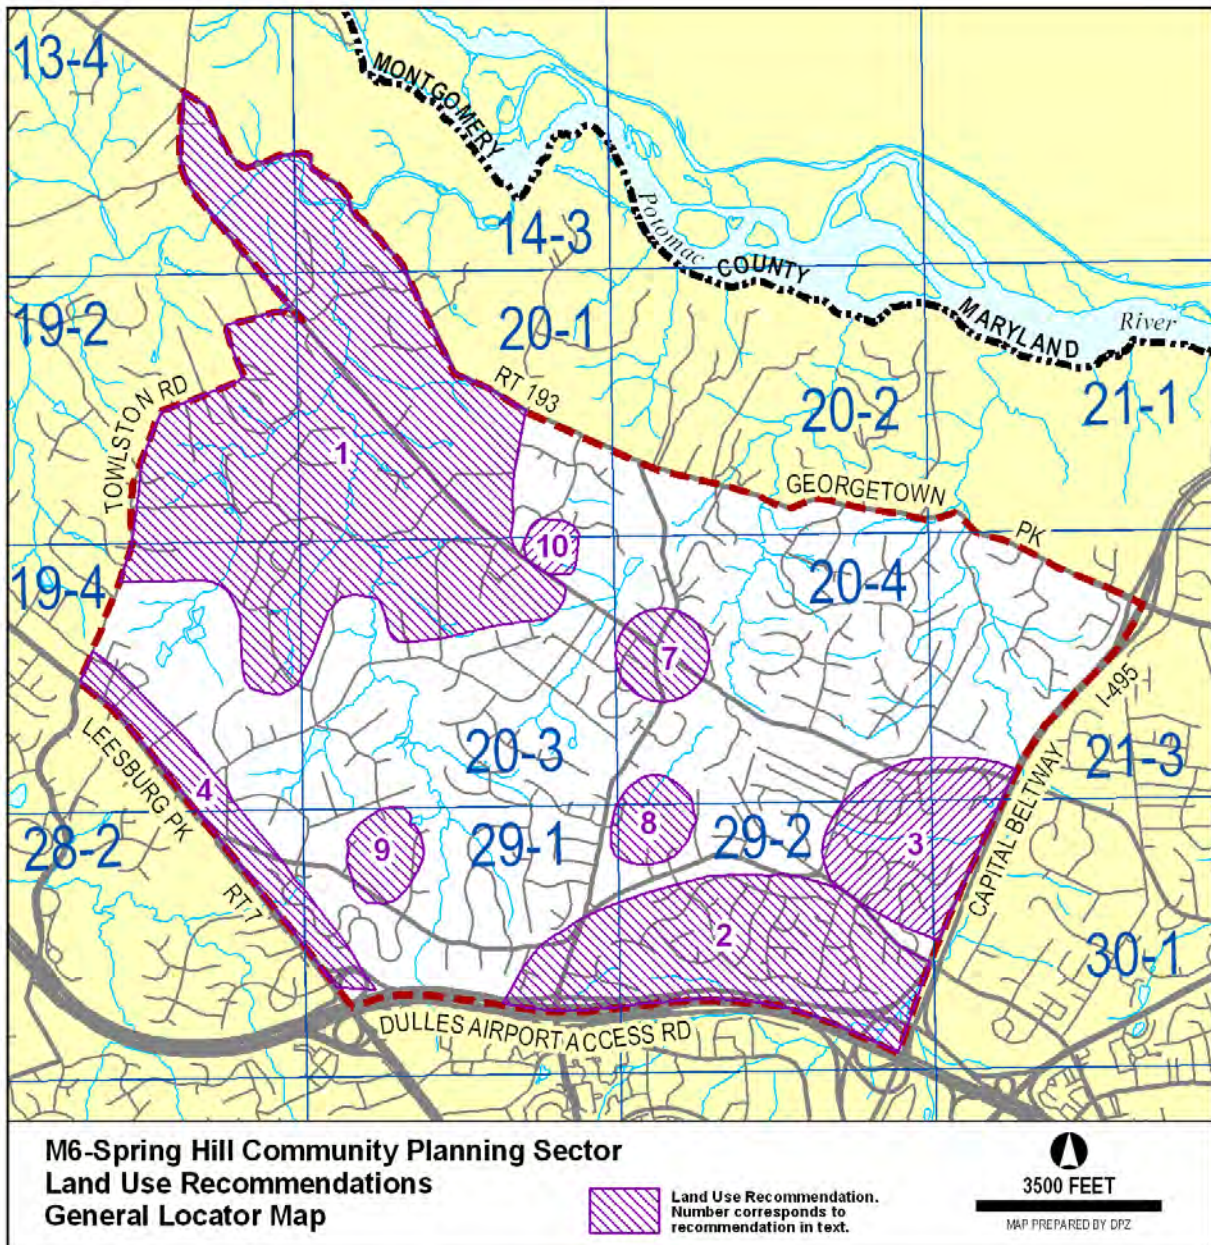 13-4
MONTGOMERY
14-3
Potomac
COUNTY
MARYLAND
River
19-2
20-1
RT 193
20-2
21-1
TOWLSTON RD
1
GEORGETOWN
PK
10
19-4
20-4
7
I-495
LEESBURG PK
4
20-3
21-3
CAPITAL BELTWAY
28-2
9
29-1
8
29-2
3
RT 7
2
30-1
DULLES AIRPORT ACCESS RD
M6-Spring Hill Community Planning Sector
Land Use Recommendations
General Locator Map
Land Use Recommendation.
Number corresponds to
recommendation in text.
3500 FEET
MAP PREPARED BY DPZ